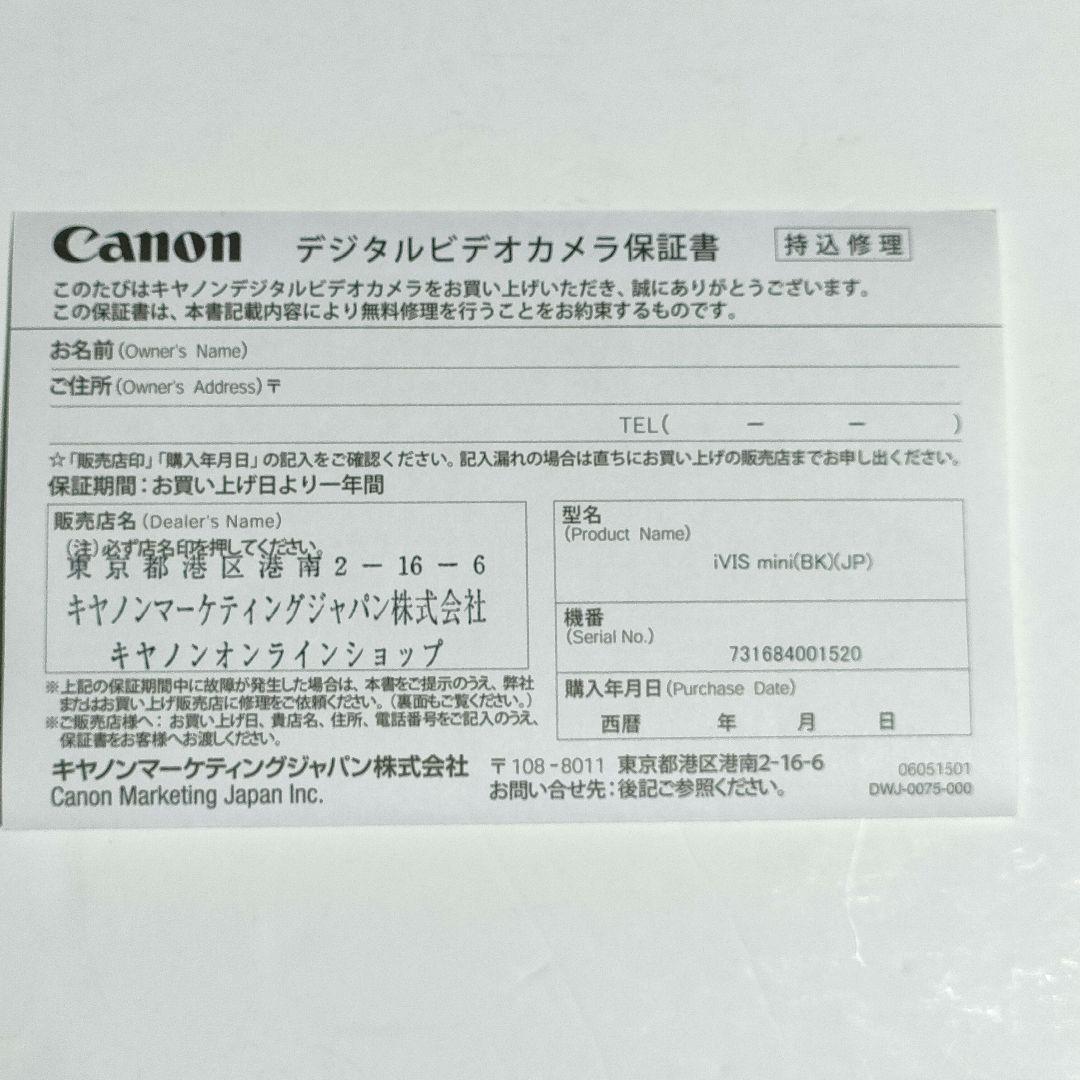 Canon デジタルビデオカメラ保証書 持込修理
このたびはキヤノンデジタルビデオカメラをお買い上げいただき、誠にありがとうございます。
この保証書は、本書記載内容により無料修理を行うことをお約束するものです。
お名前(Owner's Name)
ご住所(Owner's Address)〒
TEL( － － )
☆「販売店印」「購入年月日」の記入をご確認ください。記入漏れの場合は直ちにお買い上げの販売店までお申し出ください。
保証期間：お買い上げ日より一年間
販売店名(Dealer's Name)
(注)必ず店名印を押してください。
東京都港区港南2－16－6
キヤノンマーケティングジャパン株式会社
キヤノンオンラインショップ
型名
(Product Name)
iVIS mini(BK)(JP)
機番
(Serial No.)
731684001520
購入年月日(Purchase Date)
西暦 年 月 日
※上記の保証期間中に故障が発生した場合は、本書をご提示のうえ、弊社
またはお買い上げ販売店に修理をご依頼ください。(裏面もご覧ください。)
※ご販売店様へ：お買い上げ日、貴店名、住所、電話番号をご記入のうえ、
保証書をお客様へお渡しください。
キヤノンマーケティングジャパン株式会社
Canon Marketing Japan Inc.
〒108-8011 東京都港区港南2-16-6
お問い合せ先：後記ご参照ください。
06051501
DWJ-0075-000